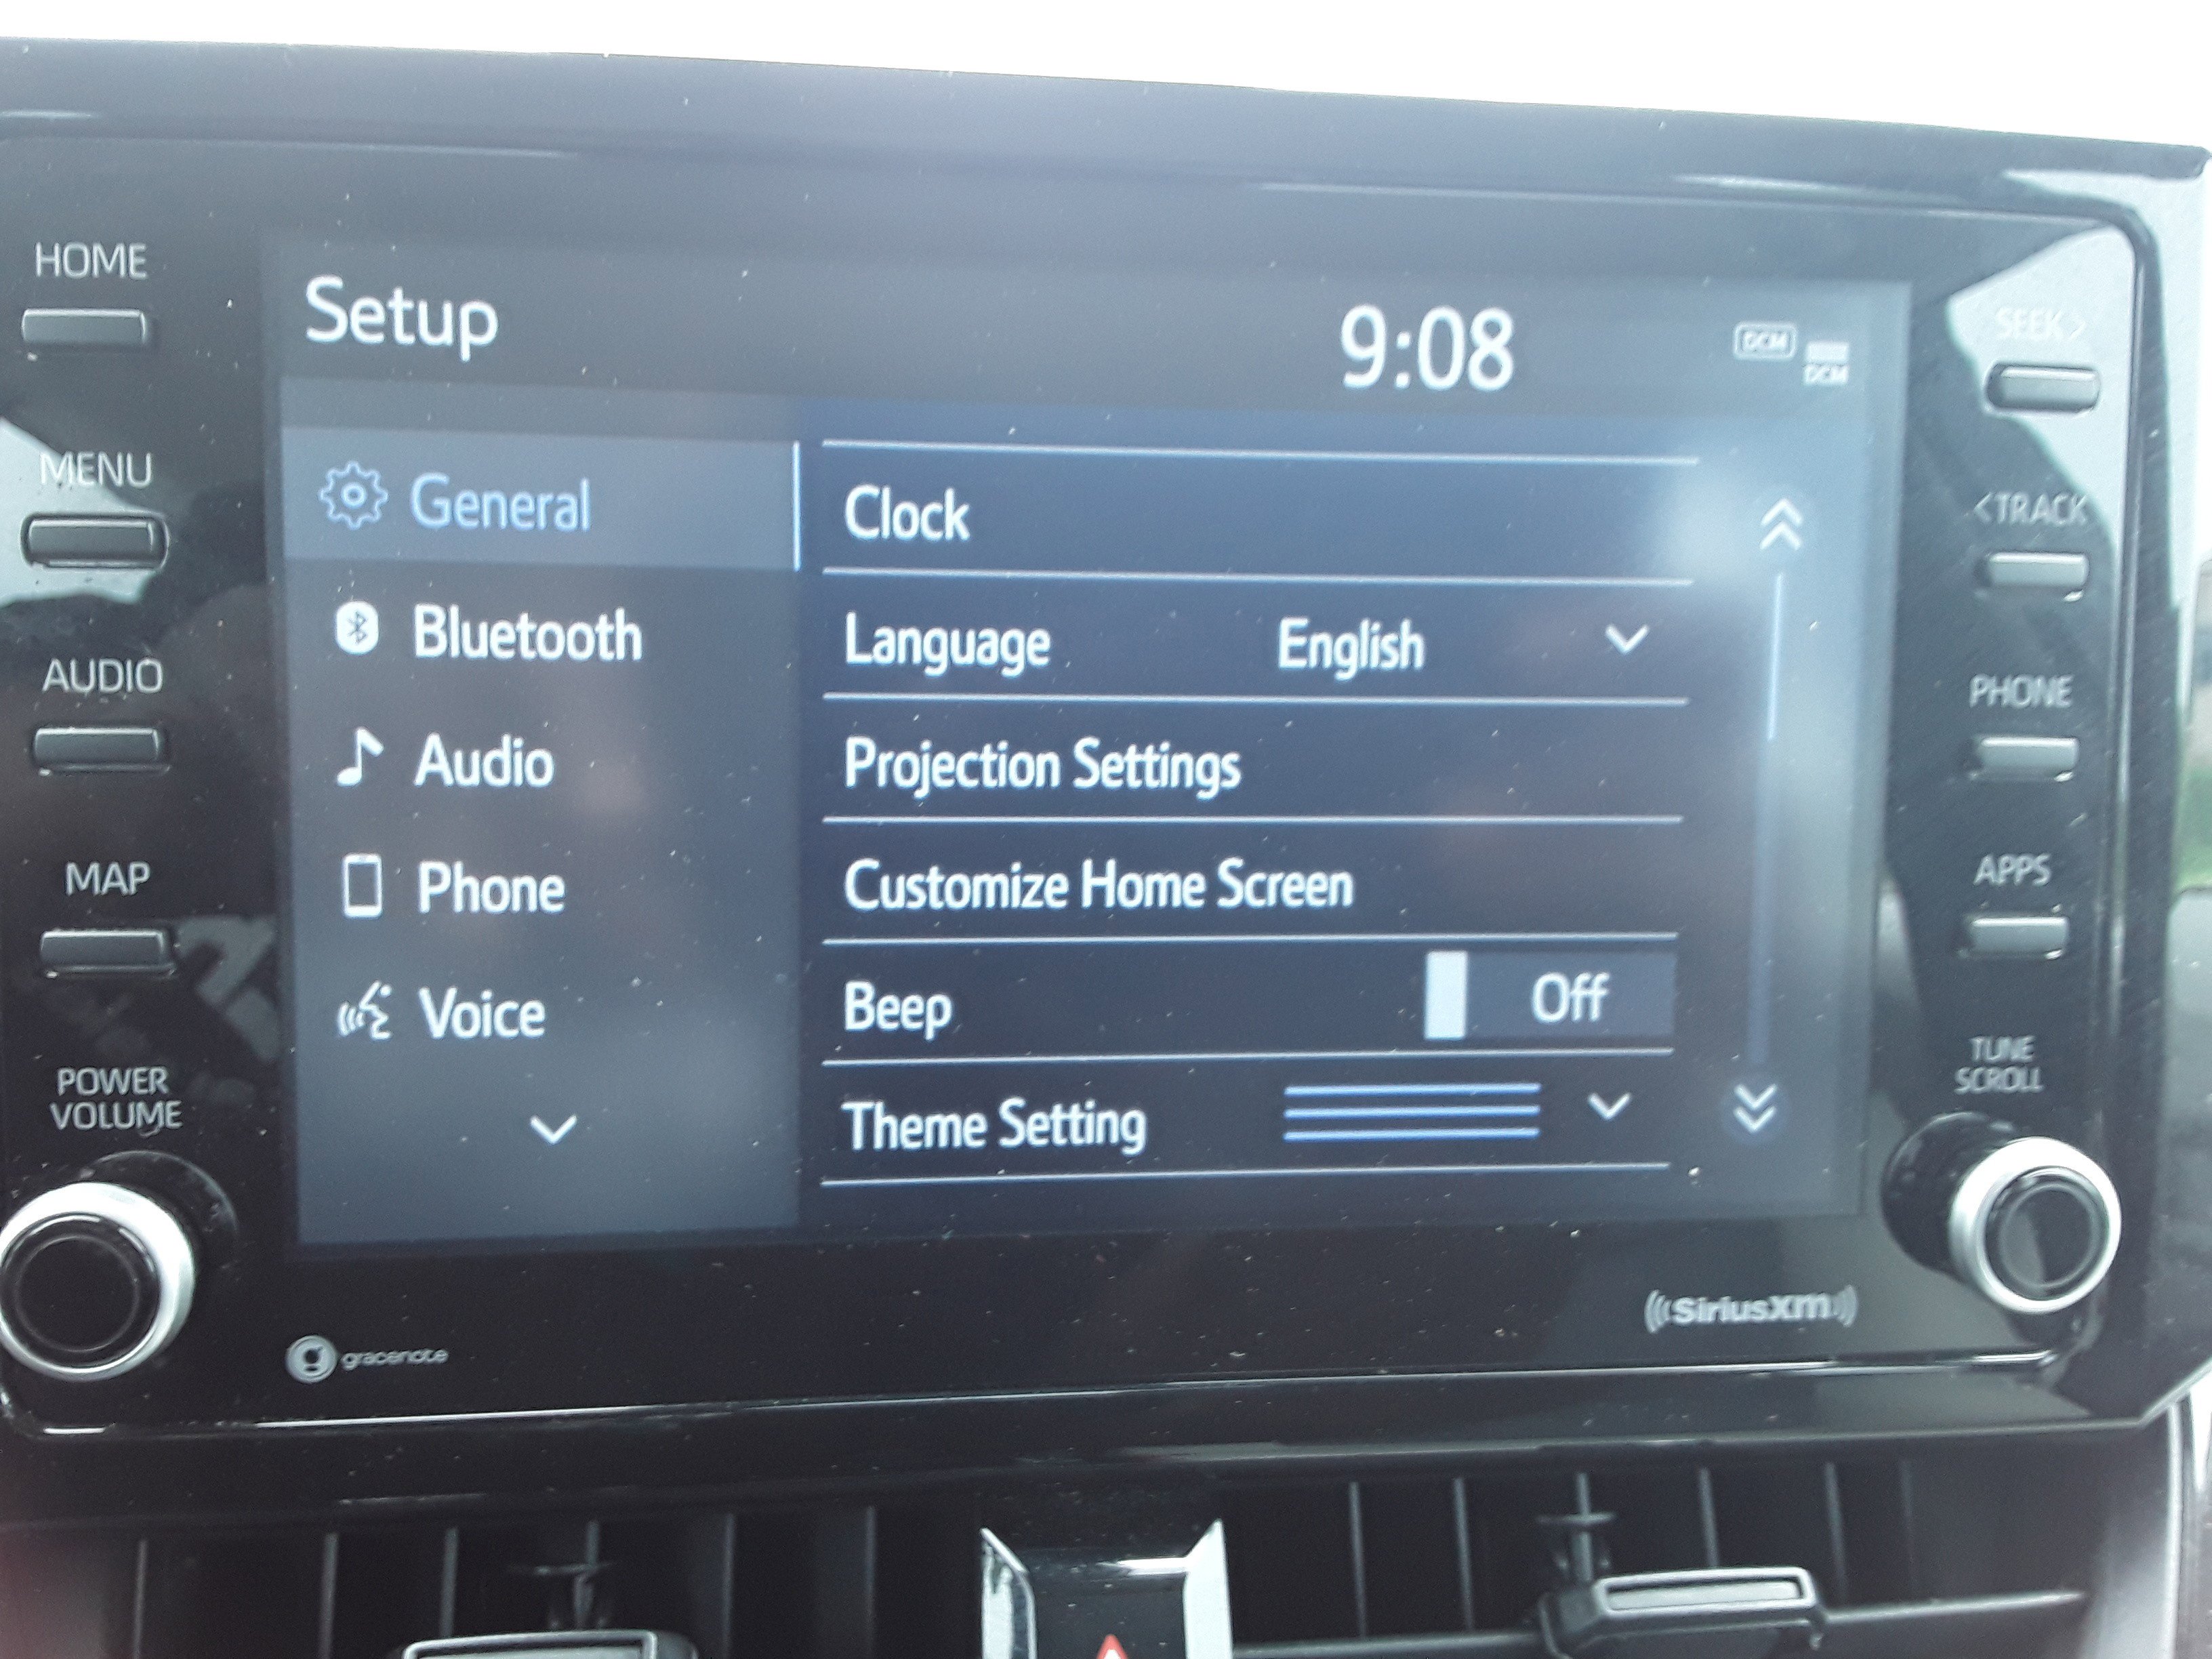 HOME
MENU
AUDIO
MAP
POWER
VOLUME
Setup
9:08
DCM
DCM
General
Bluetooth
Audio
Phone
Voice
Clock
Language English
Projection Settings
Customize Home Screen
Beep Off
Theme Setting
SEEK >
< TRACK
PHONE
APPS
TUNE
SCROLL
gracenote
((SiriusXM))